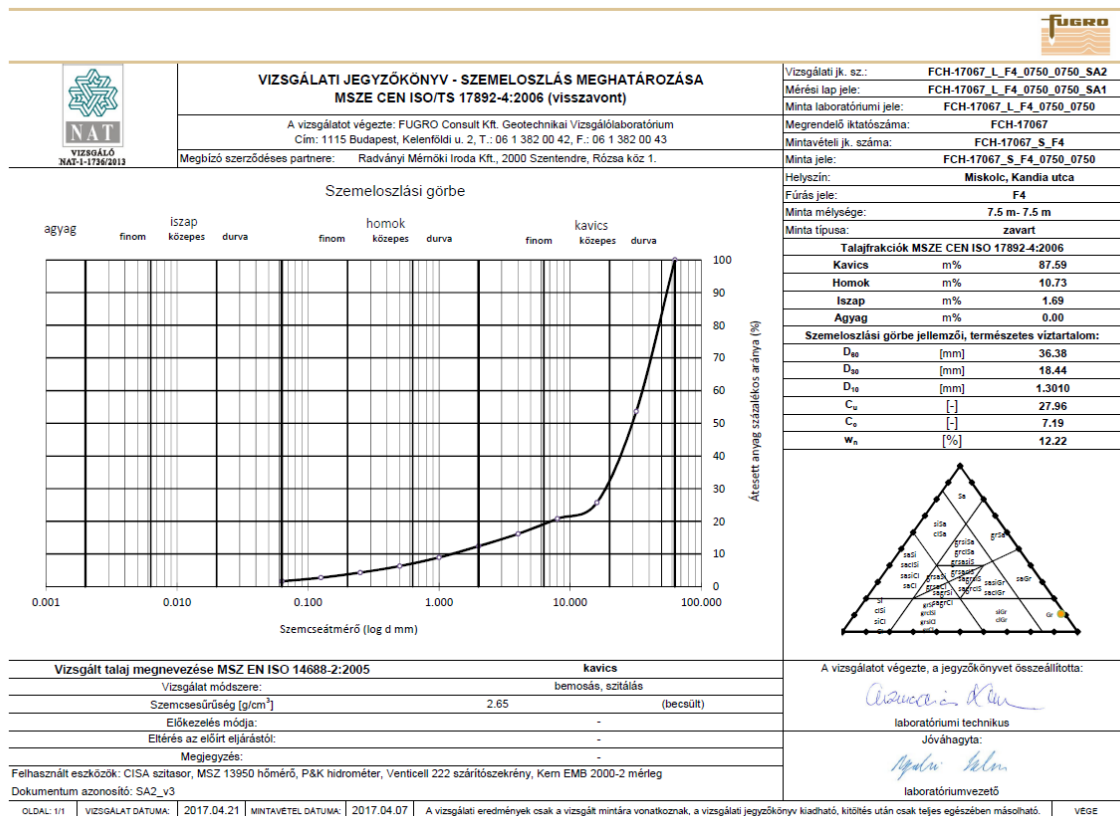 FUGRO
NAT
VIZSGÁLÓ
NAT-1-1736/2013
VIZSGÁLATI JEGYZŐKÖNYV - SZEMELOSZLÁS MEGHATÁROZÁSA
MSZE CEN ISO/TS 17892-4:2006 (visszavont)
A vizsgálatot végezte: FUGRO Consult Kft. Geotechnikai Vizsgálólaboratórium
Cím: 1115 Budapest, Kelenföldi u. 2, T.: 06 1 382 00 42, F.: 06 1 382 00 43
Megbízó szerződéses partnere: Radványi Mérnöki Iroda Kft., 2000 Szentendre, Rózsa köz 1.
Vizsgálati jk. sz.: FCH-17067_L_F4_0750_0750_SA2
Mérési lap jele: FCH-17067_L_F4_0750_0750_SA1
Minta laboratóriumi jele: FCH-17067_L_F4_0750_0750
Megrendelő iktatószáma: FCH-17067
Mintavételi jk. száma: FCH-17067_S_F4
Minta jele: FCH-17067_S_F4_0750_0750
Helyszín: Miskolc, Kandia utca
Fúrás jele: F4
Minta mélysége: 7.5 m- 7.5 m
Minta típusa: zavart
Talajfrakciók MSZE CEN ISO 17892-4:2006
Kavics m% 87.59
Homok m% 10.73
Iszap m% 1.69
Agyag m% 0.00
Szemeloszlási görbe jellemzői, természetes víztartalom:
D60 [mm] 36.38
D30 [mm] 18.44
D10 [mm] 1.3010
Cu [-] 27.96
Cc [-] 7.19
wn [%] 12.22
Szemeloszlási görbe
agyag iszap homok kavics
finom közepes durva finom közepes durva finom közepes durva
100
90
80
70
60
50
40
30
20
10
0
Átesett anyag százalékos aránya (%)
0.001 0.010 0.100 1.000 10.000 100.000
Szemcseátmérő (log d mm)
Sa
siSa
clSa
grSa
grsiSa
grclSa
saSi
saclSi
grsasiS
sasiCl
saCl
sasiGr
saclGr
saGr
Si
clSi
siCl
grclSi
grsiCl
siGr
clGr
Gr
Vizsgált talaj megnevezése MSZ EN ISO 14688-2:2005 kavics
Vizsgálat módszere: bemosás, szitálás
Szemcsesűrűség [g/cm³] 2.65 (becsült)
Előkezelés módja: -
Eltérés az előírt eljárástól: -
Megjegyzés: -
Felhasznált eszközök: CISA szitasor, MSZ 13950 hőmérő, P&K hidrométer, Venticell 222 szárítószekrény, Kern EMB 2000-2 mérleg
Dokumentum azonosító: SA2_v3
A vizsgálatot végezte, a jegyzőkönyvet összeállította:
laboratóriumi technikus
Jóváhagyta:
laboratóriumvezető
OLDAL: 1/1 VIZSGÁLAT DÁTUMA: 2017.04.21 MINTAVÉTEL DÁTUMA: 2017.04.07 A vizsgálati eredmények csak a vizsgált mintára vonatkoznak, a vizsgálati jegyzőkönyv kiadható, kitöltés után csak teljes egészében másolható. VÉGE